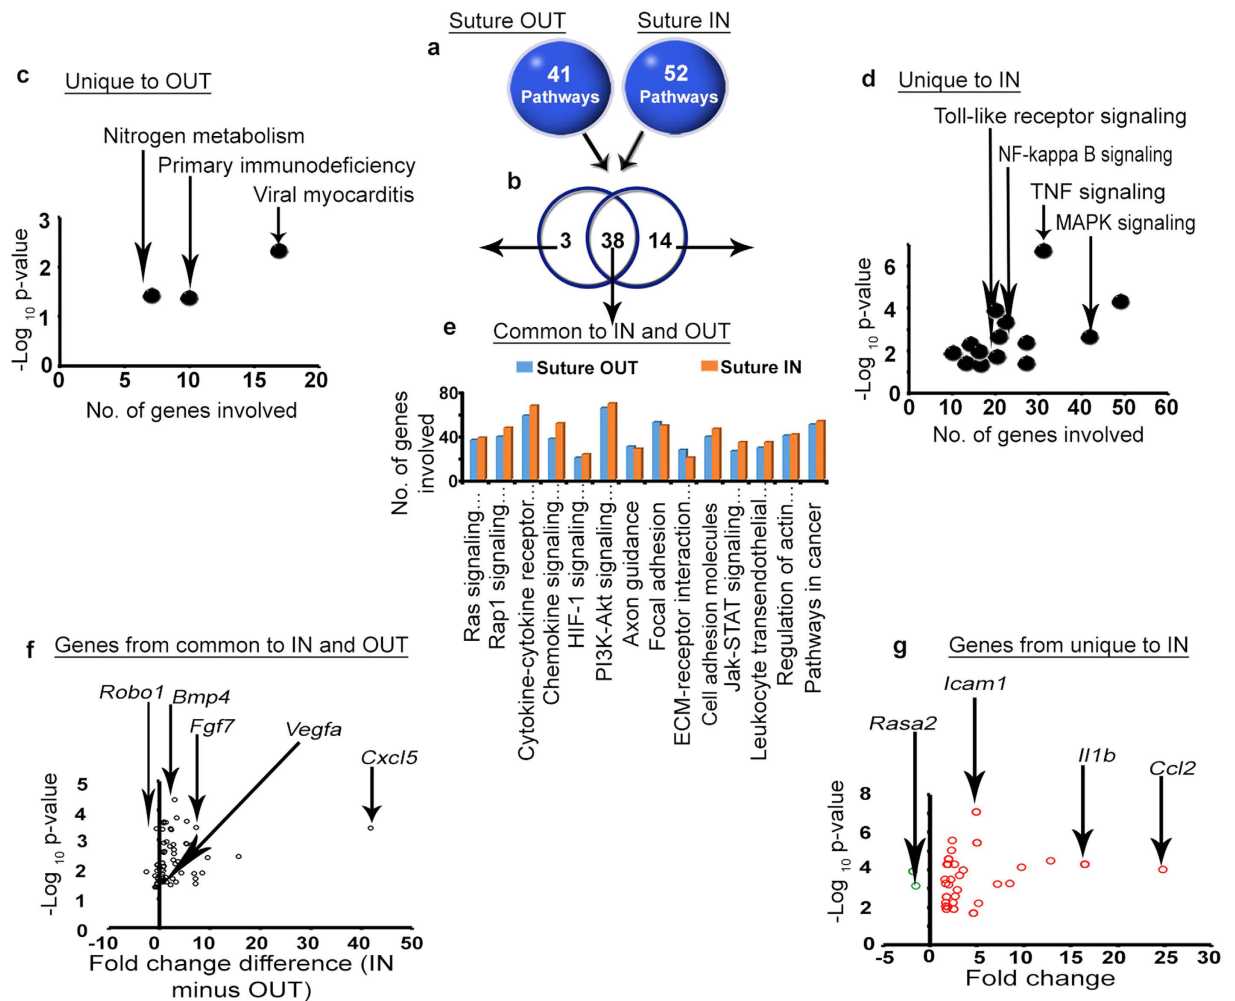 Suture OUT
Suture IN
a
41
Pathways
52
Pathways
b
3
38
14
c
Unique to OUT
Nitrogen metabolism
Primary immunodeficiency
Viral myocarditis
-Log 10 p-value
3
2
1
0
0
5
10
15
20
No. of genes involved
d
Unique to IN
Toll-like receptor signaling
NF-kappa B signaling
TNF signaling
MAPK signaling
-Log 10 p-value
6
4
2
0
0
10
20
30
40
50
60
No. of genes involved
e
Common to IN and OUT
Suture OUT
Suture IN
No. of genes
involved
80
40
0
Ras signaling...
Rap1 signaling...
Cytokine-cytokine receptor...
Chemokine signaling...
HIF-1 signaling...
PI3K-Akt signaling...
Axon guidance
Focal adhesion
ECM-receptor interaction...
Cell adhesion molecules
Jak-STAT signaling...
Leukocyte transendothelial...
Regulation of actin...
Pathways in cancer
f
Genes from common to IN and OUT
Robo1
Bmp4
Fgf7
Vegfa
Cxcl5
-Log 10 p-value
5
4
3
2
1
0
-10
0
10
20
30
40
50
Fold change difference (IN
minus OUT)
g
Genes from unique to IN
Icam1
Rasa2
Il1b
Ccl2
-Log 10 p-value
8
6
4
2
0
-5
0
5
10
15
20
25
30
Fold change